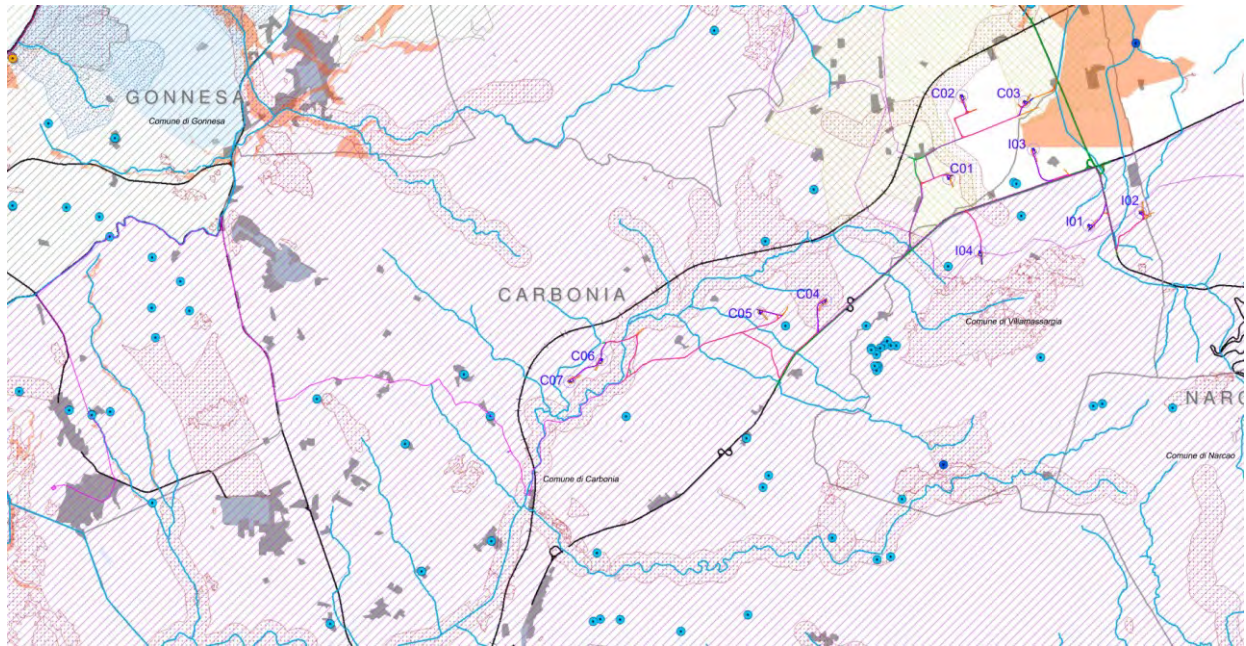 GONNESA
Comune di Gonnesa
C02
C03
I03
C01
I02
I01
I04
CARBONIA
C04
C05
Comune di Villamassargia
C06
C07
NARC
Comune di Narcao
Comune di Carbonia